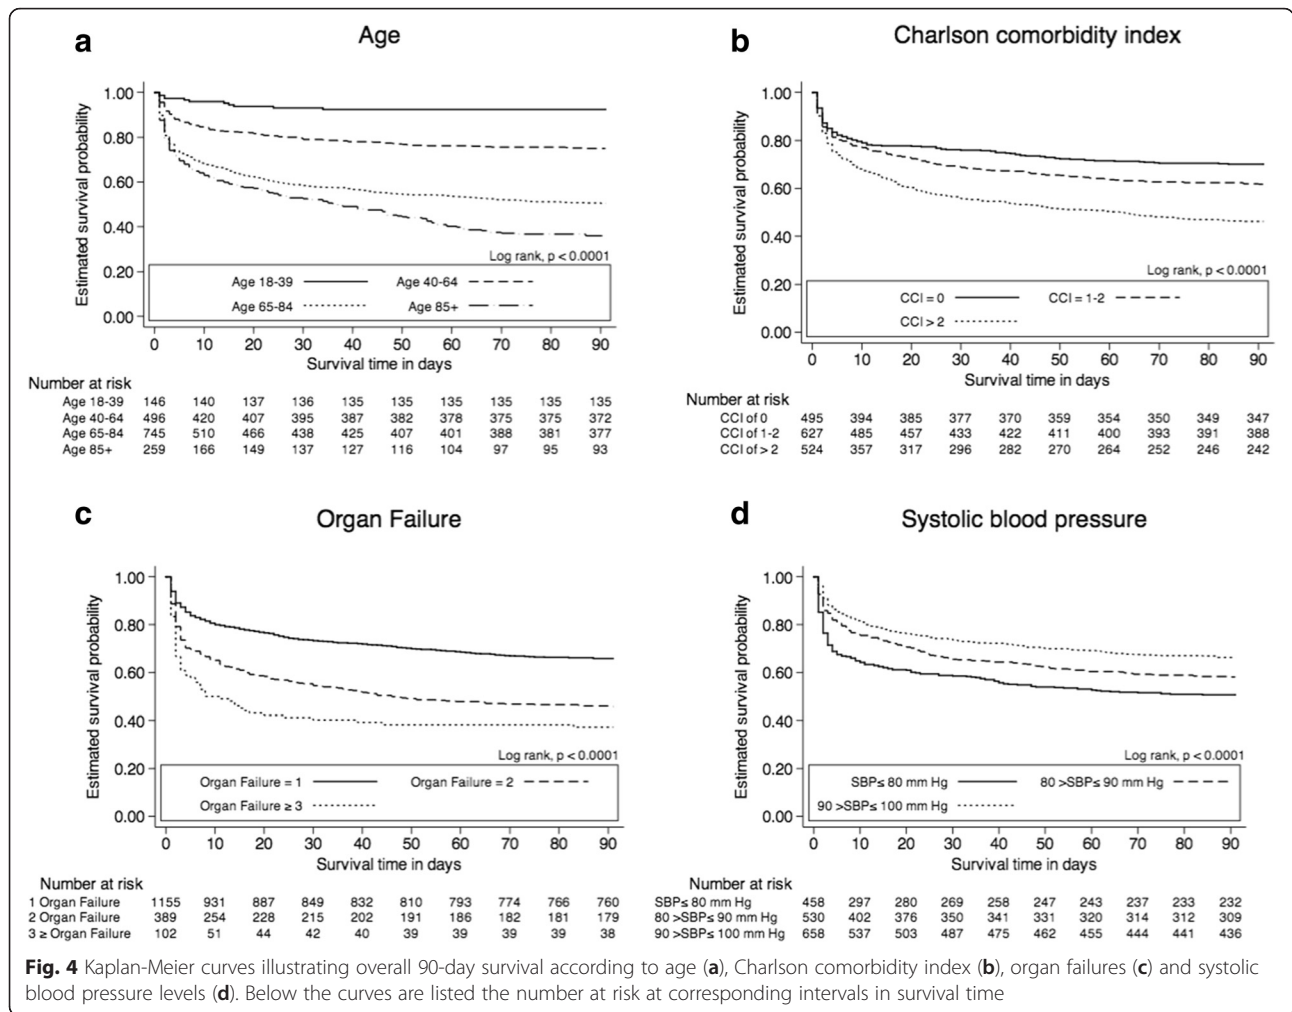 a
Age
Estimated survival probability
1.00
0.80
0.60
0.40
0.20
0.00
Log rank, p < 0.0001
Age 18-39 Age 40-64
Age 65-84 Age 85+
0 10 20 30 40 50 60 70 80 90
Survival time in days
Number at risk
Age 18-39 146 140 137 136 135 135 135 135 135 135
Age 40-64 496 420 407 395 387 382 378 375 375 372
Age 65-84 745 510 466 438 425 407 401 388 381 377
Age 85+ 259 166 149 137 127 116 104 97 95 93
b
Charlson comorbidity index
Estimated survival probability
1.00
0.80
0.60
0.40
0.20
0.00
Log rank, p < 0.0001
CCI = 0 CCI = 1-2
CCI > 2
0 10 20 30 40 50 60 70 80 90
Survival time in days
Number at risk
CCI of 0 495 394 385 377 370 359 354 350 349 347
CCI of 1-2 627 485 457 433 422 411 400 393 391 388
CCI of > 2 524 357 317 296 282 270 264 252 246 242
c
Organ Failure
Estimated survival probability
1.00
0.80
0.60
0.40
0.20
0.00
Log rank, p < 0.0001
Organ Failure = 1 Organ Failure = 2
Organ Failure ≥ 3
0 10 20 30 40 50 60 70 80 90
Survival time in days
Number at risk
1 Organ Failure 1155 931 887 849 832 810 793 774 766 760
2 Organ Failure 389 254 228 215 202 191 186 182 181 179
3 ≥ Organ Failure 102 51 44 42 40 39 39 39 39 38
d
Systolic blood pressure
Estimated survival probability
1.00
0.80
0.60
0.40
0.20
0.00
Log rank, p < 0.0001
SBP≤ 80 mm Hg 80 >SBP≤ 90 mm Hg
90 >SBP≤ 100 mm Hg
0 10 20 30 40 50 60 70 80 90
Survival time in days
Number at risk
SBP≤ 80 mm Hg 458 297 280 269 258 247 243 237 233 232
80 >SBP≤ 90 mm Hg 530 402 376 350 341 331 320 314 312 309
90 >SBP≤ 100 mm Hg 658 537 503 487 475 462 455 444 441 436
Fig. 4 Kaplan-Meier curves illustrating overall 90-day survival according to age (a), Charlson comorbidity index (b), organ failures (c) and systolic
blood pressure levels (d). Below the curves are listed the number at risk at corresponding intervals in survival time